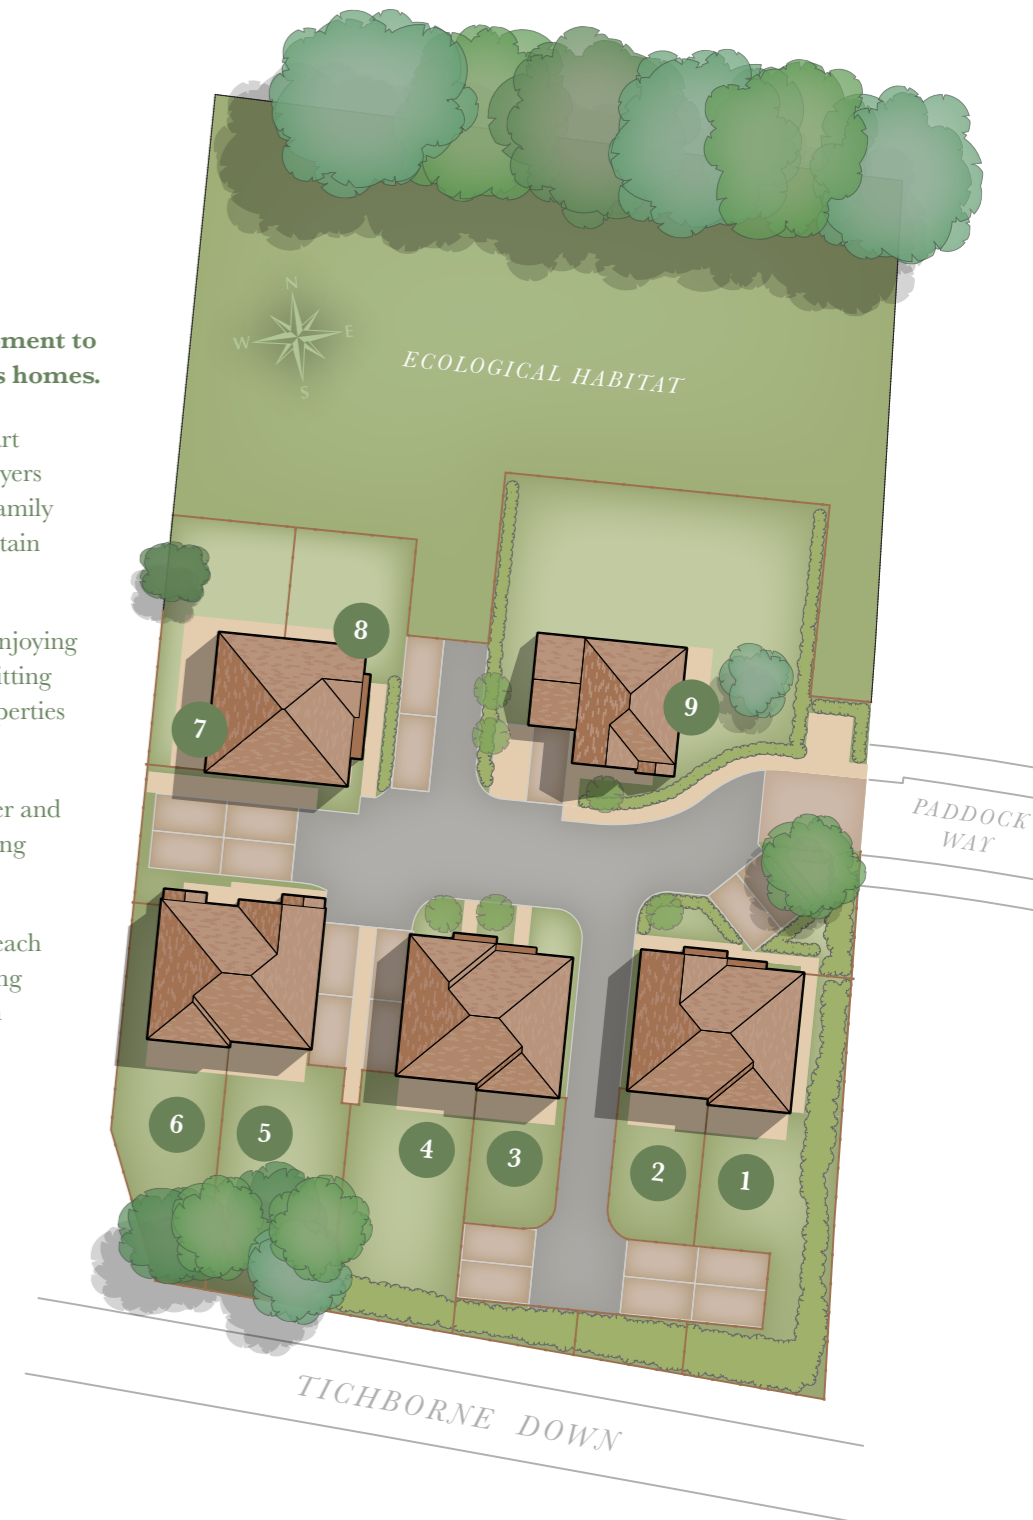 N
W E
S
ECOLOGICAL HABITAT
ment to
s homes.
rt
yers
amily
tain
njoying
itting
perties
er and
ng
each
ng
8
7
9
PADDOCK
WAY
6
5
4
3
2
1
TICHBORNE DOWN